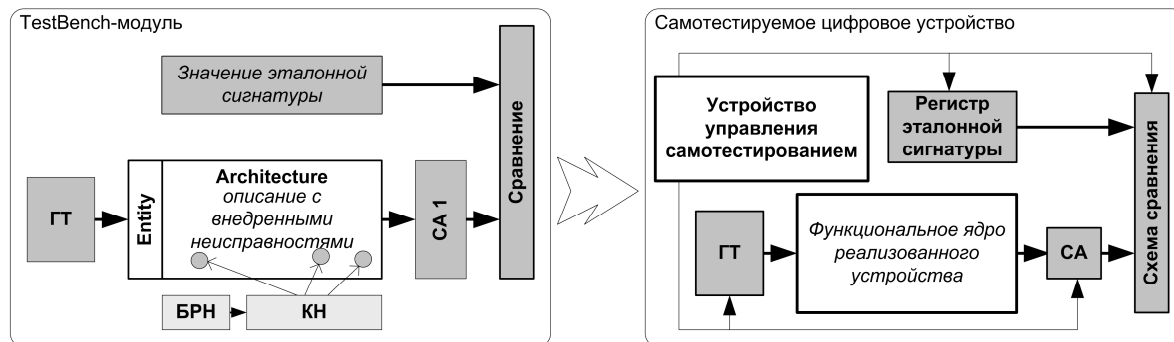 TestBench-модуль
Значение эталонной
сигнатуры
ГТ
Entity
Architecture
описание с
внедренными
неисправностями
СА 1
Сравнение
БРН
КН
Самотестируемое цифровое устройство
Устройство
управления
самотестированием
Регистр
эталонной
сигнатуры
Схема сравнения
ГТ
Функциональное ядро
реализованного
устройства
СА